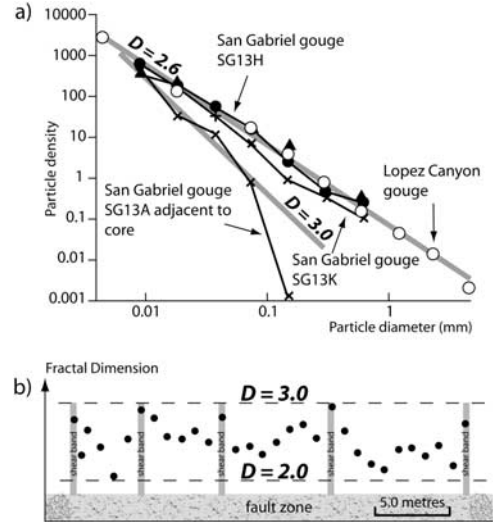 a)
10000
1000
100
10
1
0.1
0.01
0.001
Particle density
D = 2.6
San Gabriel gouge
SG13H
Lopez Canyon
gouge
San Gabriel gouge
SG13A adjacent to
core
D = 3.0
San Gabriel gouge
SG13K
0.01
0.1
1
Particle diameter (mm)
Fractal Dimension
b)
D = 3.0
shear band
shear band
shear band
shear band
shear band
D = 2.0
5.0 metres
fault zone